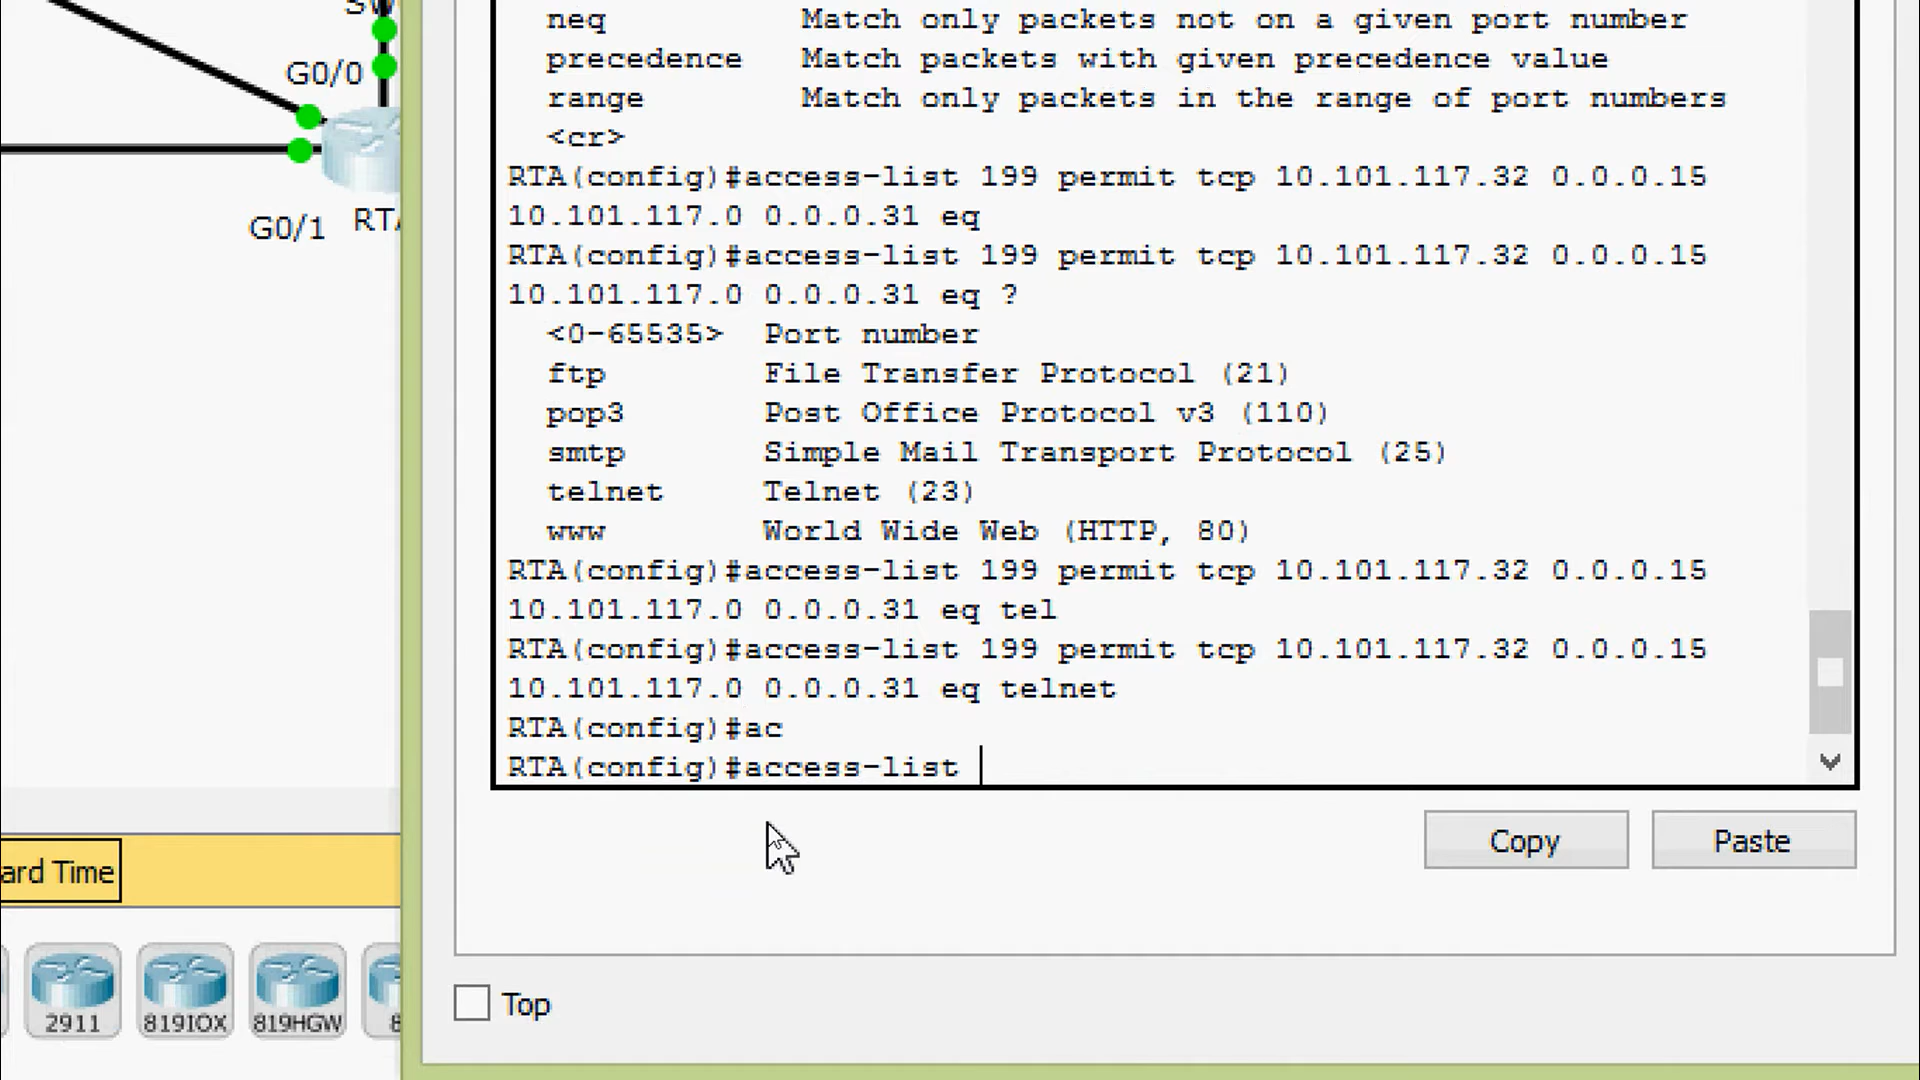 neq Match only packets not on a given port number
precedence Match packets with given precedence value
range Match only packets in the range of port numbers
<cr>
RTA(config)#access-list 199 permit tcp 10.101.117.32 0.0.0.15
10.101.117.0 0.0.0.31 eq
RTA(config)#access-list 199 permit tcp 10.101.117.32 0.0.0.15
10.101.117.0 0.0.0.31 eq ?
<0-65535> Port number
ftp File Transfer Protocol (21)
pop3 Post Office Protocol v3 (110)
smtp Simple Mail Transport Protocol (25)
telnet Telnet (23)
www World Wide Web (HTTP, 80)
RTA(config)#access-list 199 permit tcp 10.101.117.32 0.0.0.15
10.101.117.0 0.0.0.31 eq tel
RTA(config)#access-list 199 permit tcp 10.101.117.32 0.0.0.15
10.101.117.0 0.0.0.31 eq telnet
RTA(config)#ac
RTA(config)#access-list
Copy
Paste
Top
G0/0
G0/1
RTA
ard Time
2911
819IOX
819HGW
8